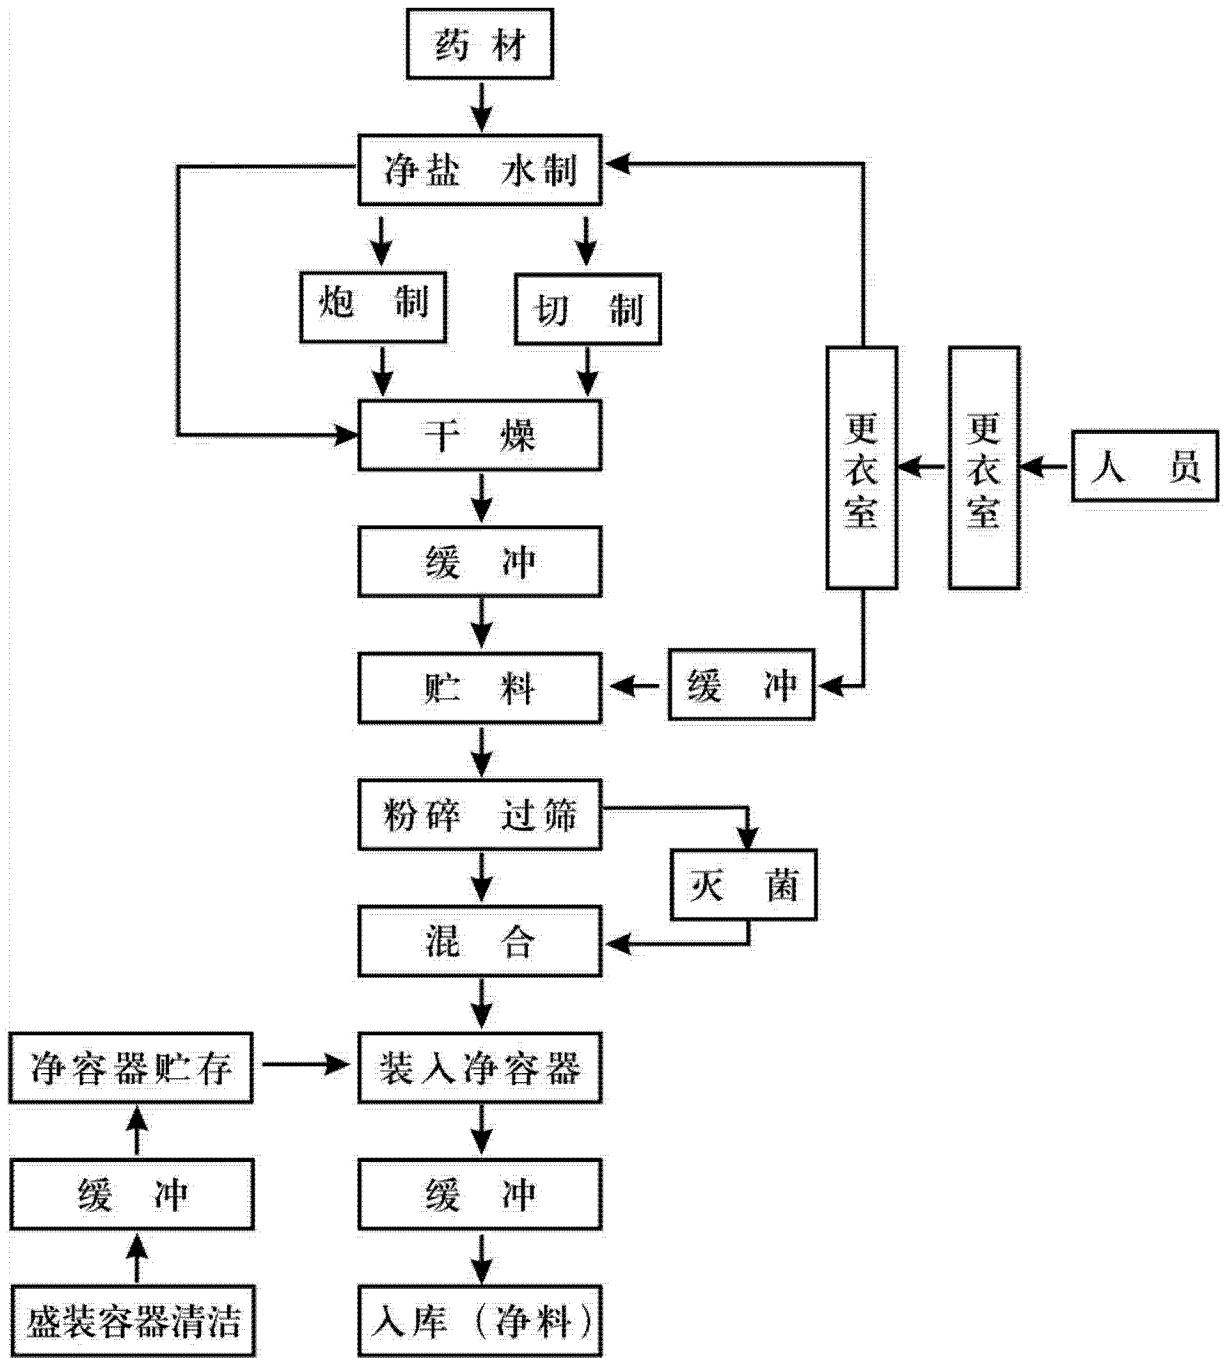 药 材
净盐 水制
炮 制
切 制
干 燥
更衣室
更衣室
人 员
缓 冲
贮 料
缓 冲
粉碎 过筛
灭 菌
混 合
净容器贮存
装入净容器
缓 冲
缓 冲
盛装容器清洁
入库（净料）